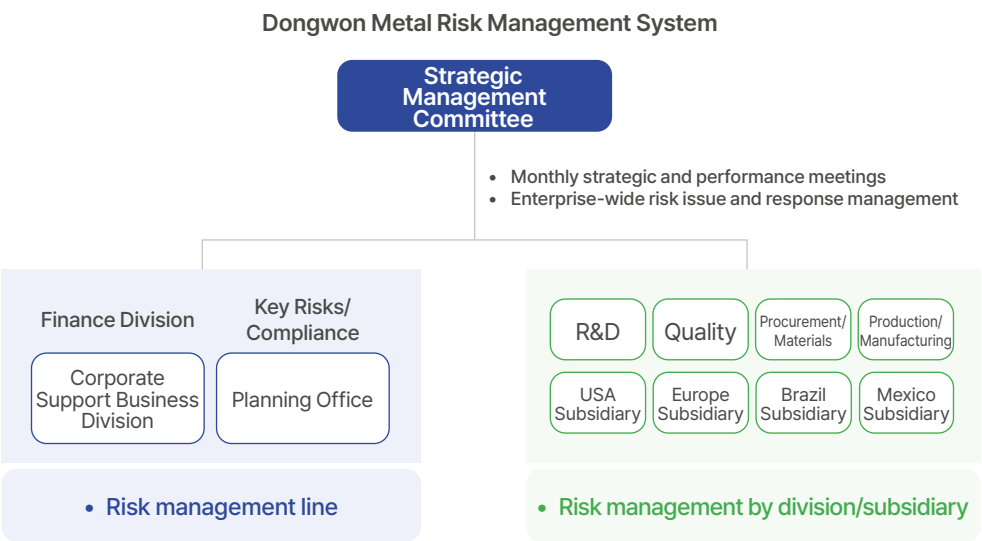 Dongwon Metal Risk Management System
Strategic
Management
Committee
• Monthly strategic and performance meetings
• Enterprise-wide risk issue and response management
Finance Division
Key Risks/
Compliance
Corporate
Support Business
Division
Planning Office
• Risk management line
R&D
Quality
Procurement/
Materials
Production/
Manufacturing
USA
Subsidiary
Europe
Subsidiary
Brazil
Subsidiary
Mexico
Subsidiary
• Risk management by division/subsidiary